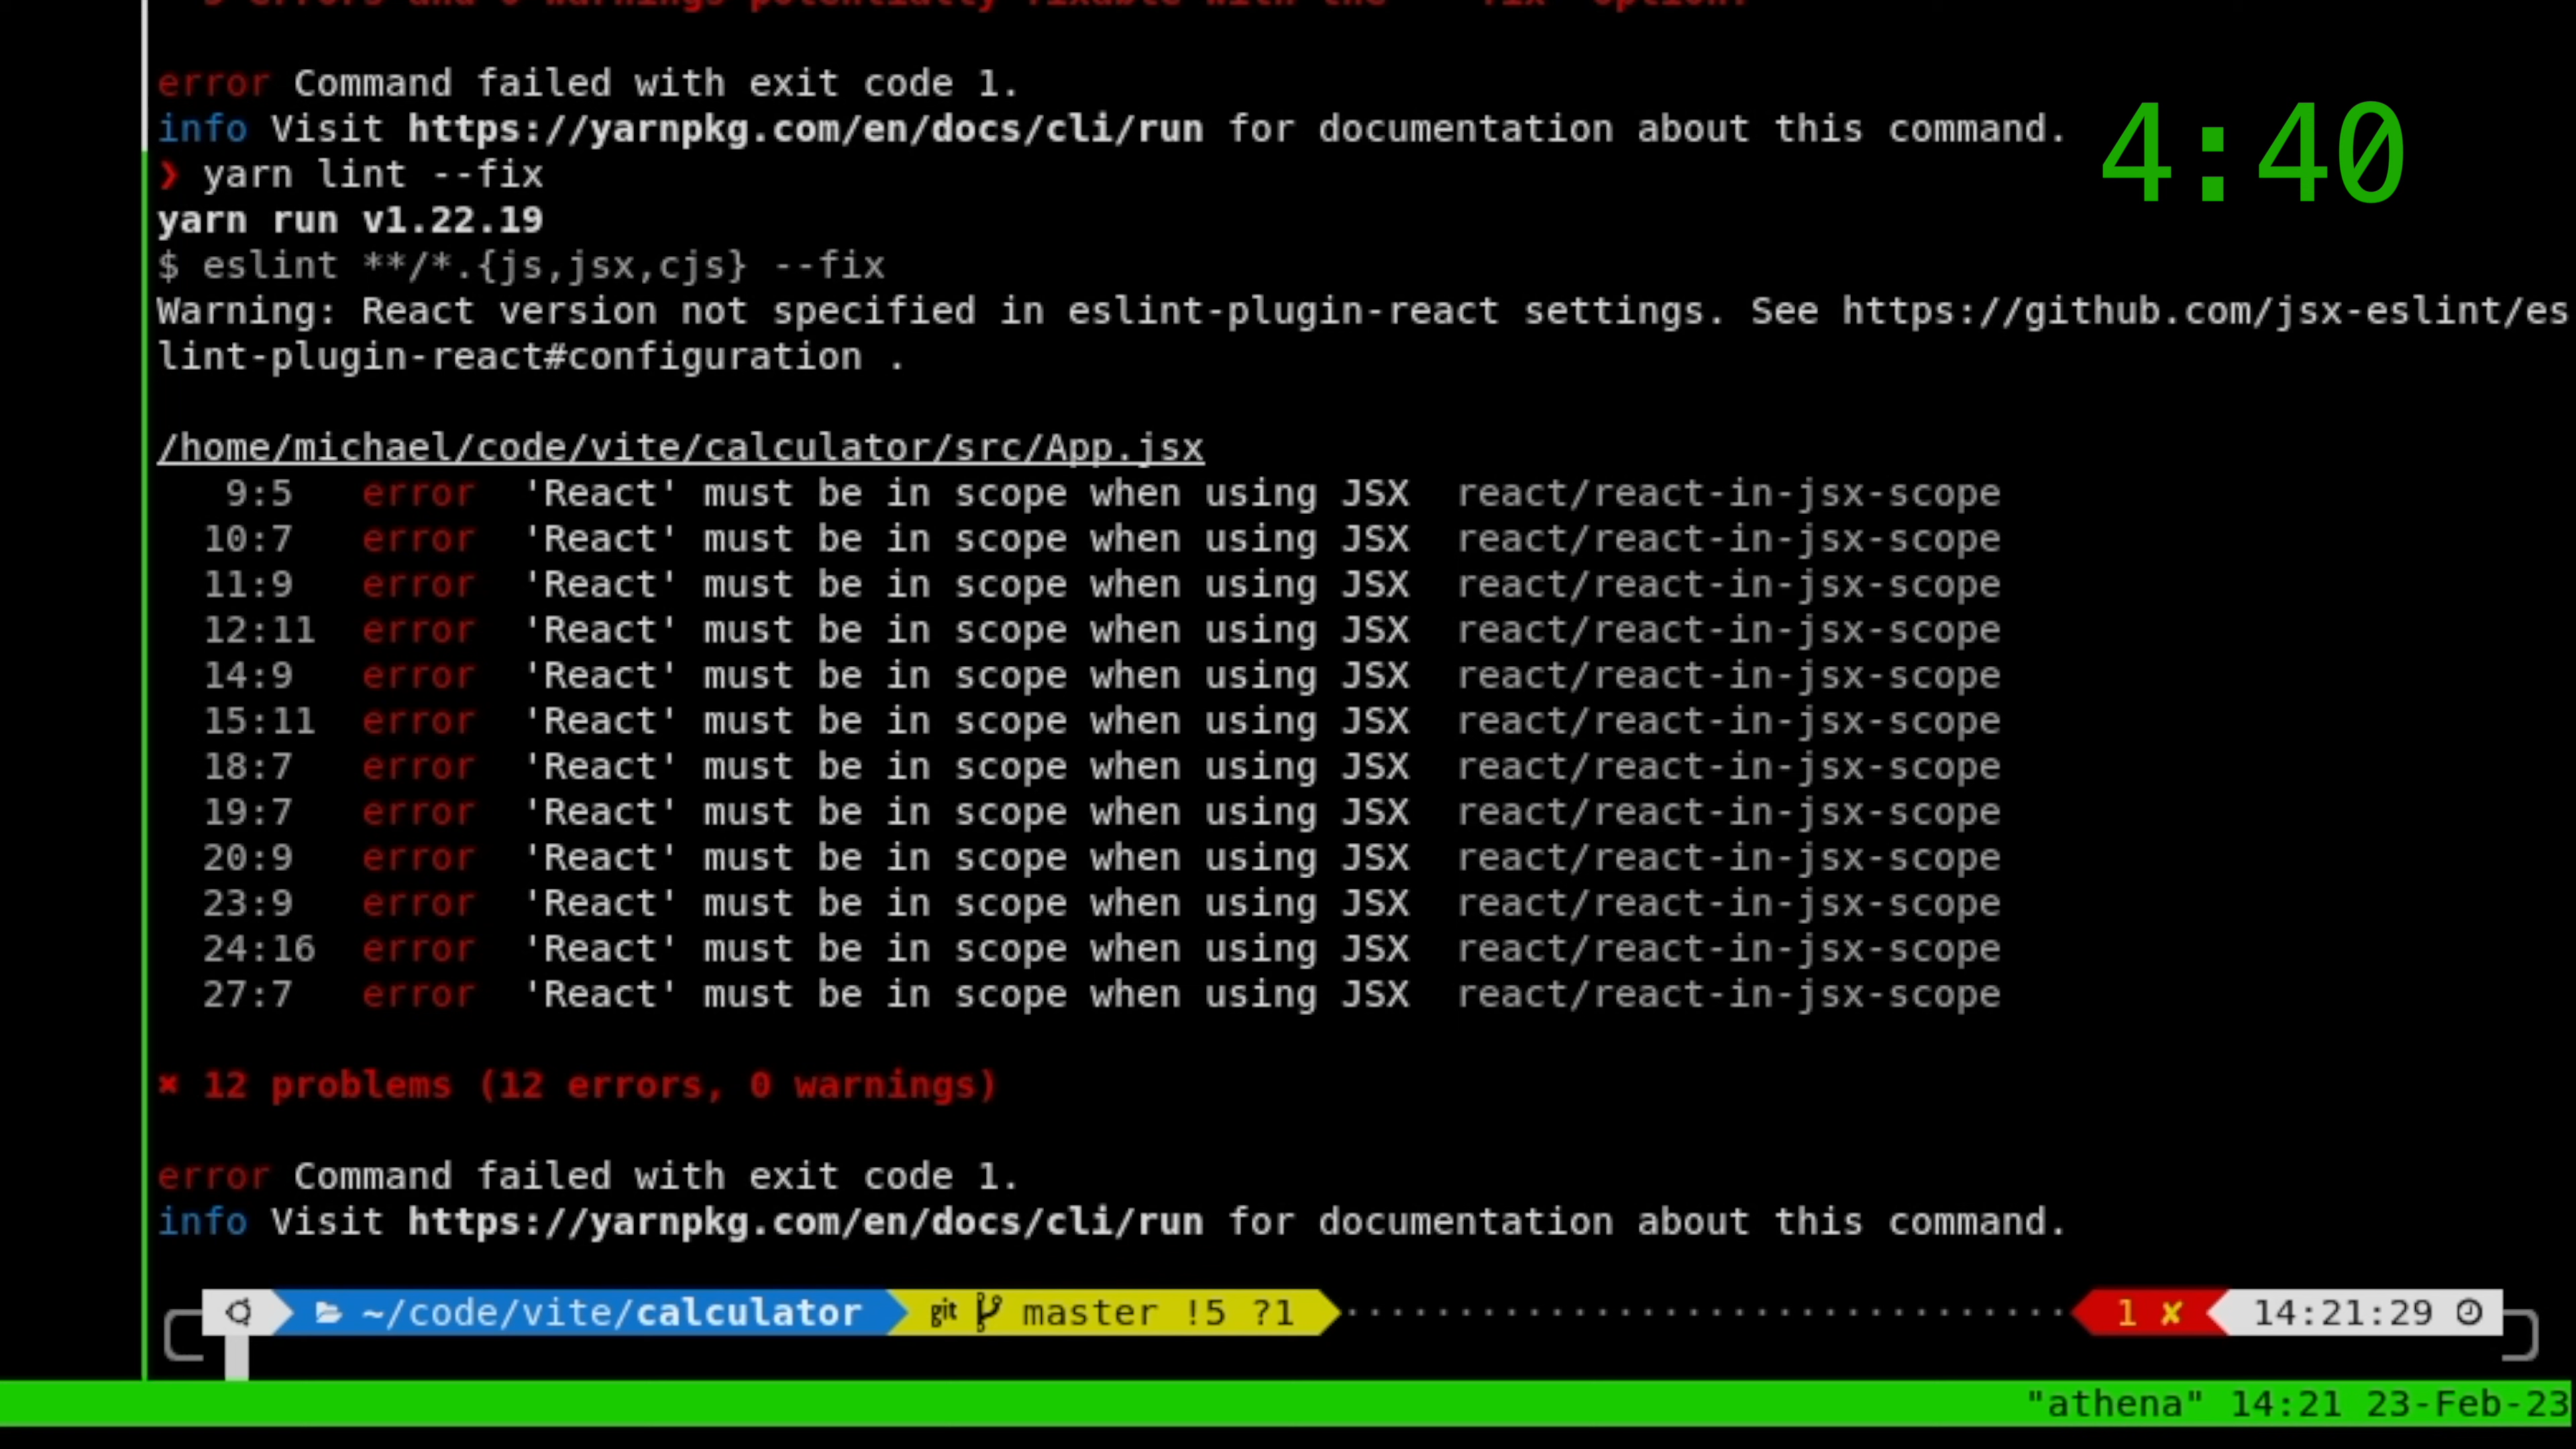 errors and 0 warnings potentially fixable with the `--fix` option.
error Command failed with exit code 1.
info Visit https://yarnpkg.com/en/docs/cli/run for documentation about this command.
4:40
❯ yarn lint --fix
yarn run v1.22.19
$ eslint **/*.{js,jsx,cjs} --fix
Warning: React version not specified in eslint-plugin-react settings. See https://github.com/jsx-eslint/es
lint-plugin-react#configuration .
/home/michael/code/vite/calculator/src/App.jsx
9:5 error 'React' must be in scope when using JSX react/react-in-jsx-scope
10:7 error 'React' must be in scope when using JSX react/react-in-jsx-scope
11:9 error 'React' must be in scope when using JSX react/react-in-jsx-scope
12:11 error 'React' must be in scope when using JSX react/react-in-jsx-scope
14:9 error 'React' must be in scope when using JSX react/react-in-jsx-scope
15:11 error 'React' must be in scope when using JSX react/react-in-jsx-scope
18:7 error 'React' must be in scope when using JSX react/react-in-jsx-scope
19:7 error 'React' must be in scope when using JSX react/react-in-jsx-scope
20:9 error 'React' must be in scope when using JSX react/react-in-jsx-scope
23:9 error 'React' must be in scope when using JSX react/react-in-jsx-scope
24:16 error 'React' must be in scope when using JSX react/react-in-jsx-scope
27:7 error 'React' must be in scope when using JSX react/react-in-jsx-scope
✖ 12 problems (12 errors, 0 warnings)
error Command failed with exit code 1.
info Visit https://yarnpkg.com/en/docs/cli/run for documentation about this command.
~/code/vite/calculator git master !5 ?1 1 ✘ 14:21:29
"athena" 14:21 23-Feb-23